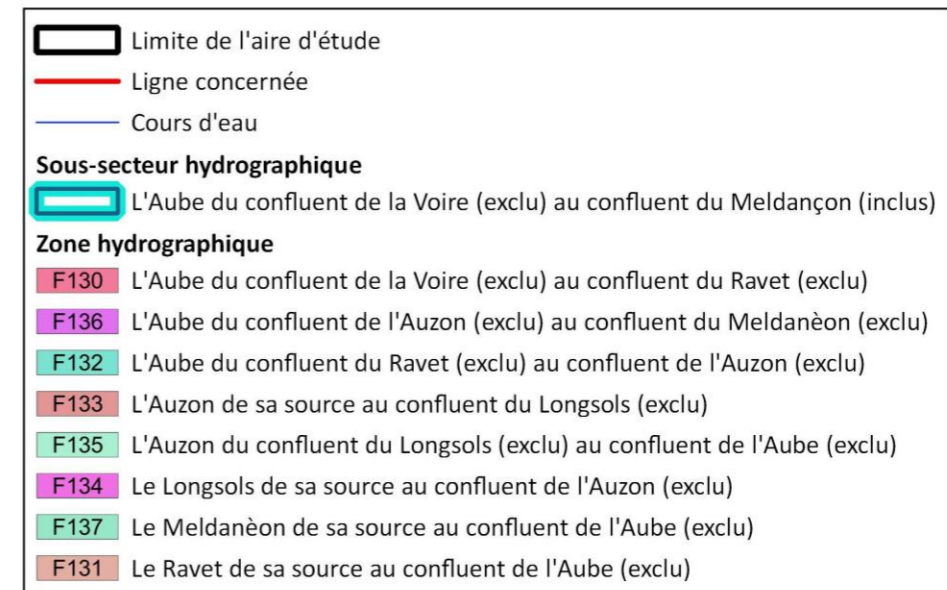 Limite de l'aire d'étude
Ligne concernée
Cours d'eau
Sous-secteur hydrographique
L'Aube du confluent de la Voire (exclu) au confluent du Meldançon (inclus)
Zone hydrographique
F130 L'Aube du confluent de la Voire (exclu) au confluent du Ravet (exclu)
F136 L'Aube du confluent de l'Auzon (exclu) au confluent du Meldanèon (exclu)
F132 L'Aube du confluent du Ravet (exclu) au confluent de l'Auzon (exclu)
F133 L'Auzon de sa source au confluent du Longsols (exclu)
F135 L'Auzon du confluent du Longsols (exclu) au confluent de l'Aube (exclu)
F134 Le Longsols de sa source au confluent de l'Auzon (exclu)
F137 Le Meldanèon de sa source au confluent de l'Aube (exclu)
F131 Le Ravet de sa source au confluent de l'Aube (exclu)